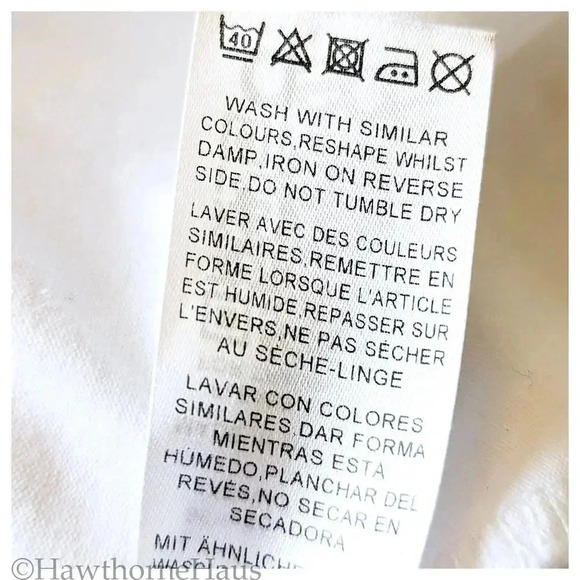 40
WASH WITH SIMILAR
COLOURS,RESHAPE WHILST
DAMP,IRON ON REVERSE
SIDE,DO NOT TUMBLE DRY
LAVER AVEC DES COULEURS
SIMILAIRES,REMETTRE EN
FORME LORSQUE L'ARTICLE
EST HUMIDE,REPASSER SUR
L'ENVERS,NE PAS SÉCHER
AU SÈCHE-LINGE
LAVAR CON COLORES
SIMILARES,DAR FORMA
MIENTRAS ESTÁ
HÚMEDO,PLANCHAR DEL
REVÉS,NO SECAR EN
SECADORA
MIT ÄHNLICHE
©HawthorneHaus